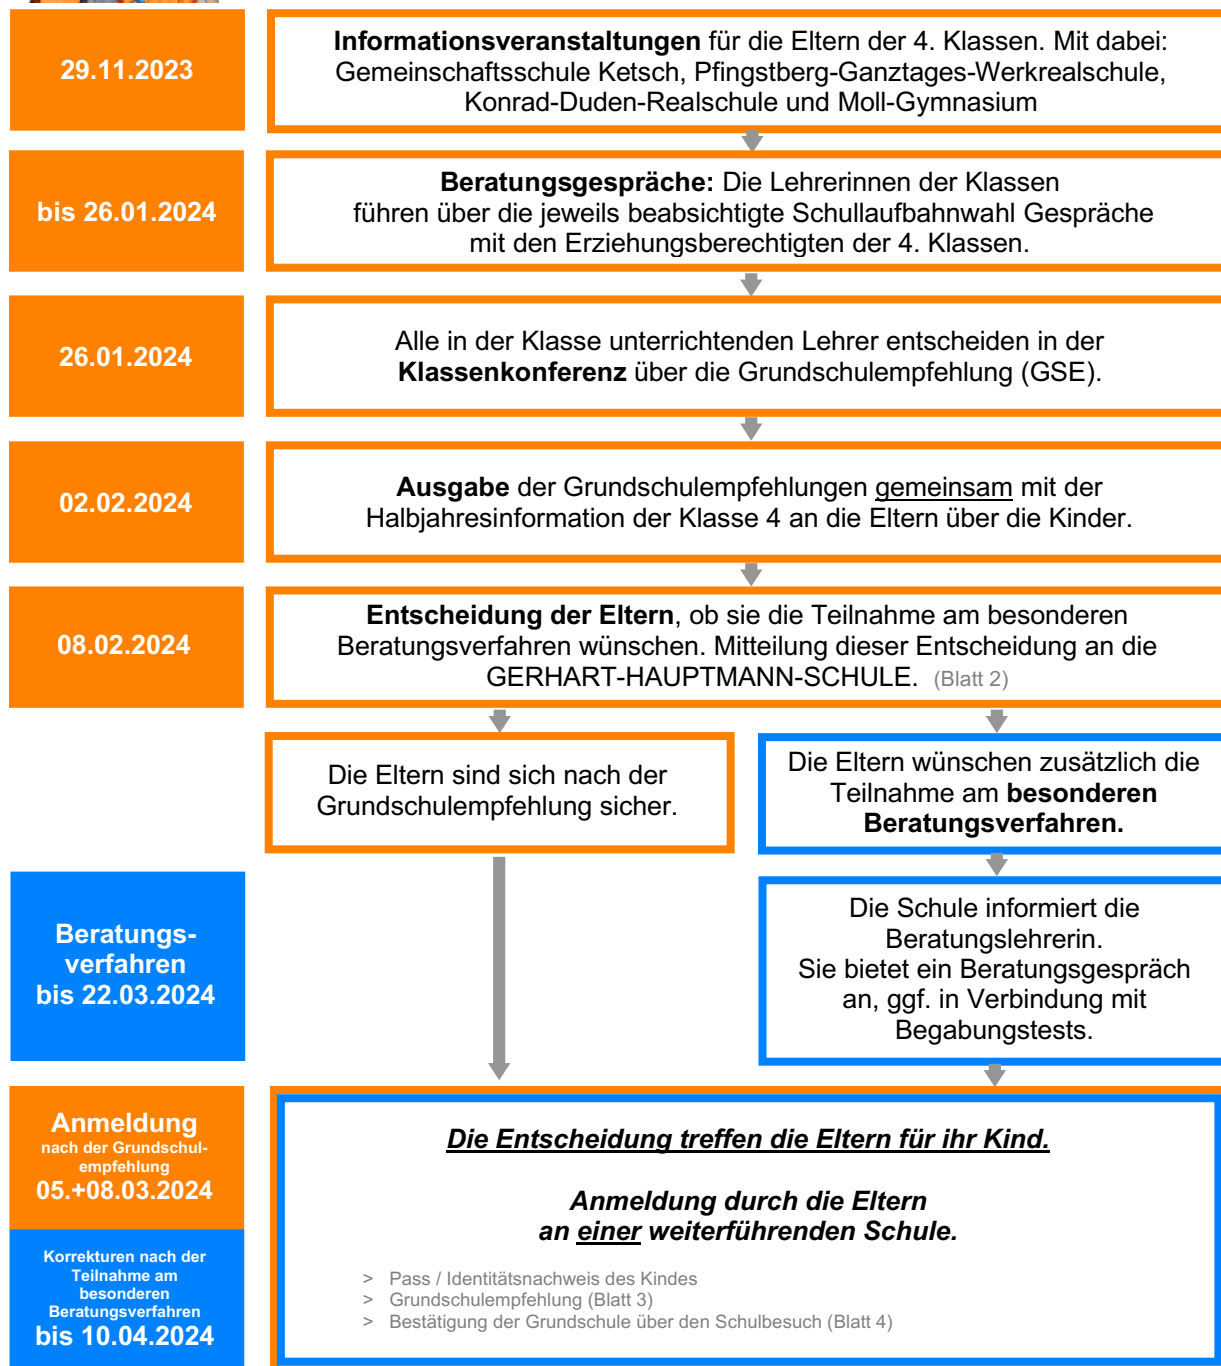 29.11.2023
Informationsveranstaltungen für die Eltern der 4. Klassen. Mit dabei:
Gemeinschaftsschule Ketsch, Pfingstberg-Ganztages-Werkrealschule,
Konrad-Duden-Realschule und Moll-Gymnasium
bis 26.01.2024
Beratungsgespräche: Die Lehrerinnen der Klassen
führen über die jeweils beabsichtigte Schullaufbahnwahl Gespräche
mit den Erziehungsberechtigten der 4. Klassen.
26.01.2024
Alle in der Klasse unterrichtenden Lehrer entscheiden in der
Klassenkonferenz über die Grundschulempfehlung (GSE).
02.02.2024
Ausgabe der Grundschulempfehlungen gemeinsam mit der
Halbjahresinformation der Klasse 4 an die Eltern über die Kinder.
08.02.2024
Entscheidung der Eltern, ob sie die Teilnahme am besonderen
Beratungsverfahren wünschen. Mitteilung dieser Entscheidung an die
GERHART-HAUPTMANN-SCHULE. (Blatt 2)
Die Eltern sind sich nach der
Grundschulempfehlung sicher.
Die Eltern wünschen zusätzlich die
Teilnahme am besonderen
Beratungsverfahren.
Beratungs-
verfahren
bis 22.03.2024
Die Schule informiert die
Beratungslehrerin.
Sie bietet ein Beratungsgespräch
an, ggf. in Verbindung mit
Begabungstests.
Anmeldung
nach der Grundschul-
empfehlung
05.+08.03.2024
Korrekturen nach der
Teilnahme am
besonderen
Beratungsverfahren
bis 10.04.2024
Die Entscheidung treffen die Eltern für ihr Kind.
Anmeldung durch die Eltern
an einer weiterführenden Schule.
> Pass / Identitätsnachweis des Kindes
> Grundschulempfehlung (Blatt 3)
> Bestätigung der Grundschule über den Schulbesuch (Blatt 4)